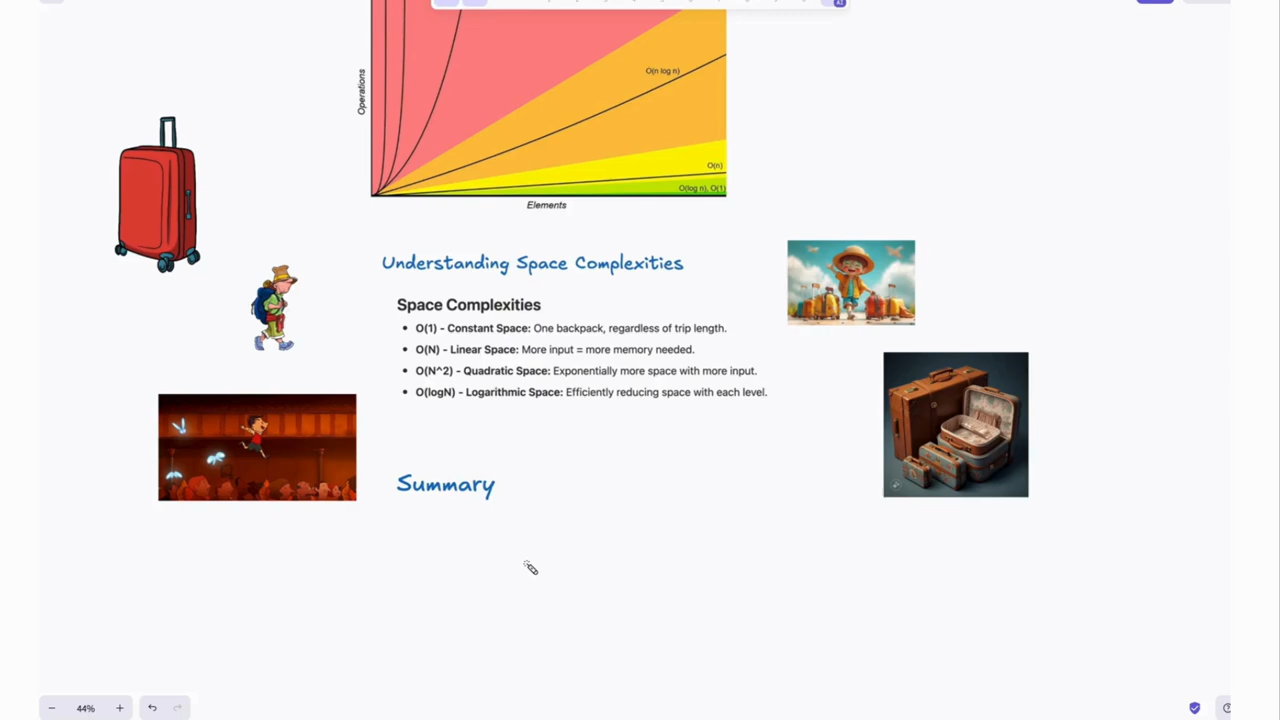 AI
O(n log n)
Operations
O(n)
O(log n), O(1)
Elements
Understanding Space Complexities
Space Complexities
• O(1) - Constant Space: One backpack, regardless of trip length.
• O(N) - Linear Space: More input = more memory needed.
• O(N^2) - Quadratic Space: Exponentially more space with more input.
• O(logN) - Logarithmic Space: Efficiently reducing space with each level.
Summary
44%